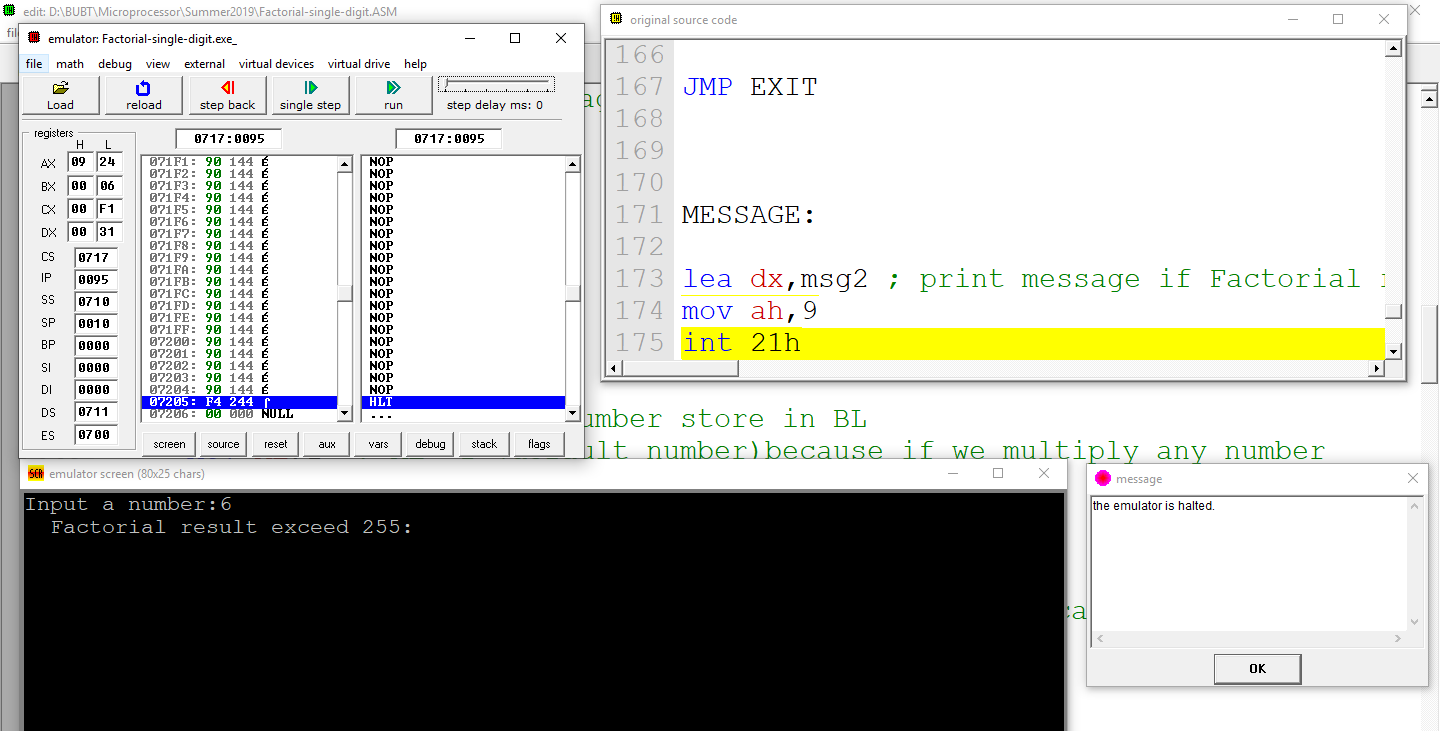 edit: D:\BUBT\Microprocessor\Summer2019\Factorial-single-digit.ASM
emulator: Factorial-single-digit.exe_
file math debug view external virtual devices virtual drive help
Load reload step back single step run step delay ms: 0
registers
H L
AX 09 24
BX 00 06
CX 00 F1
DX 00 31
CS 0717
IP 0095
SS 0710
SP 0010
BP 0000
SI 0000
DI 0000
DS 0711
ES 0700
0717:0095 0717:0095
071F1: 90 144 É NOP
071F2: 90 144 É NOP
071F3: 90 144 É NOP
071F4: 90 144 É NOP
071F5: 90 144 É NOP
071F6: 90 144 É NOP
071F7: 90 144 É NOP
071F8: 90 144 É NOP
071F9: 90 144 É NOP
071FA: 90 144 É NOP
071FB: 90 144 É NOP
071FC: 90 144 É NOP
071FD: 90 144 É NOP
071FE: 90 144 É NOP
071FF: 90 144 É NOP
07200: 90 144 É NOP
07201: 90 144 É NOP
07202: 90 144 É NOP
07203: 90 144 É NOP
07204: 90 144 É NOP
07205: F4 244 ⌠ HLT
07206: 00 000 NULL ...
screen source reset aux vars debug stack flags
original source code
166
167 JMP EXIT
168
169
170
171 MESSAGE:
172
173 lea dx,msg2 ; print message if Factorial
174 mov ah,9
175 int 21h
umber store in BL
ult number)because if we multiply any number
emulator screen (80x25 chars)
Input a number:6
Factorial result exceed 255:
message
the emulator is halted.
OK